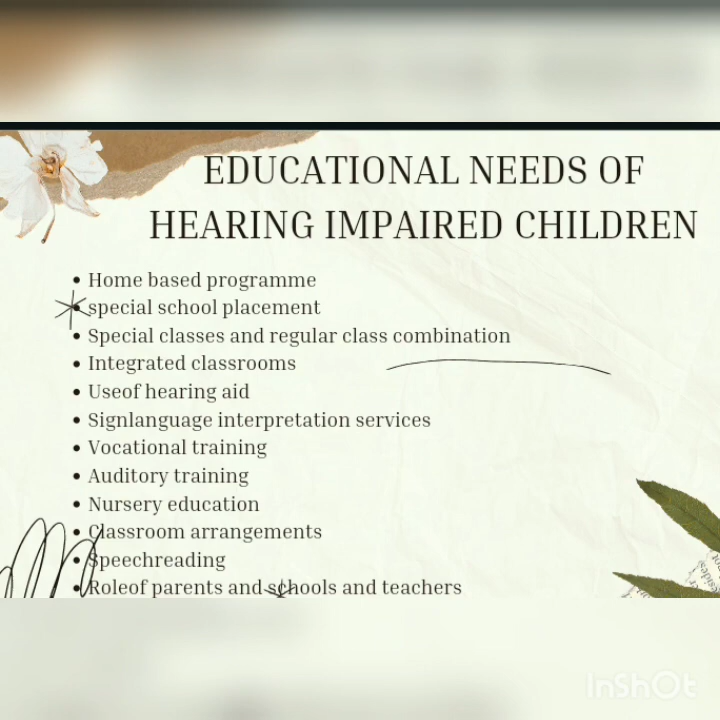 EDUCATIONAL NEEDS OF
HEARING IMPAIRED CHILDREN
• Home based programme
• special school placement
• Special classes and regular class combination
• Integrated classrooms
• Useof hearing aid
• Signlanguage interpretation services
• Vocational training
• Auditory training
• Nursery education
• Classroom arrangements
• Speechreading
• Roleof parents and schools and teachers
InShOt